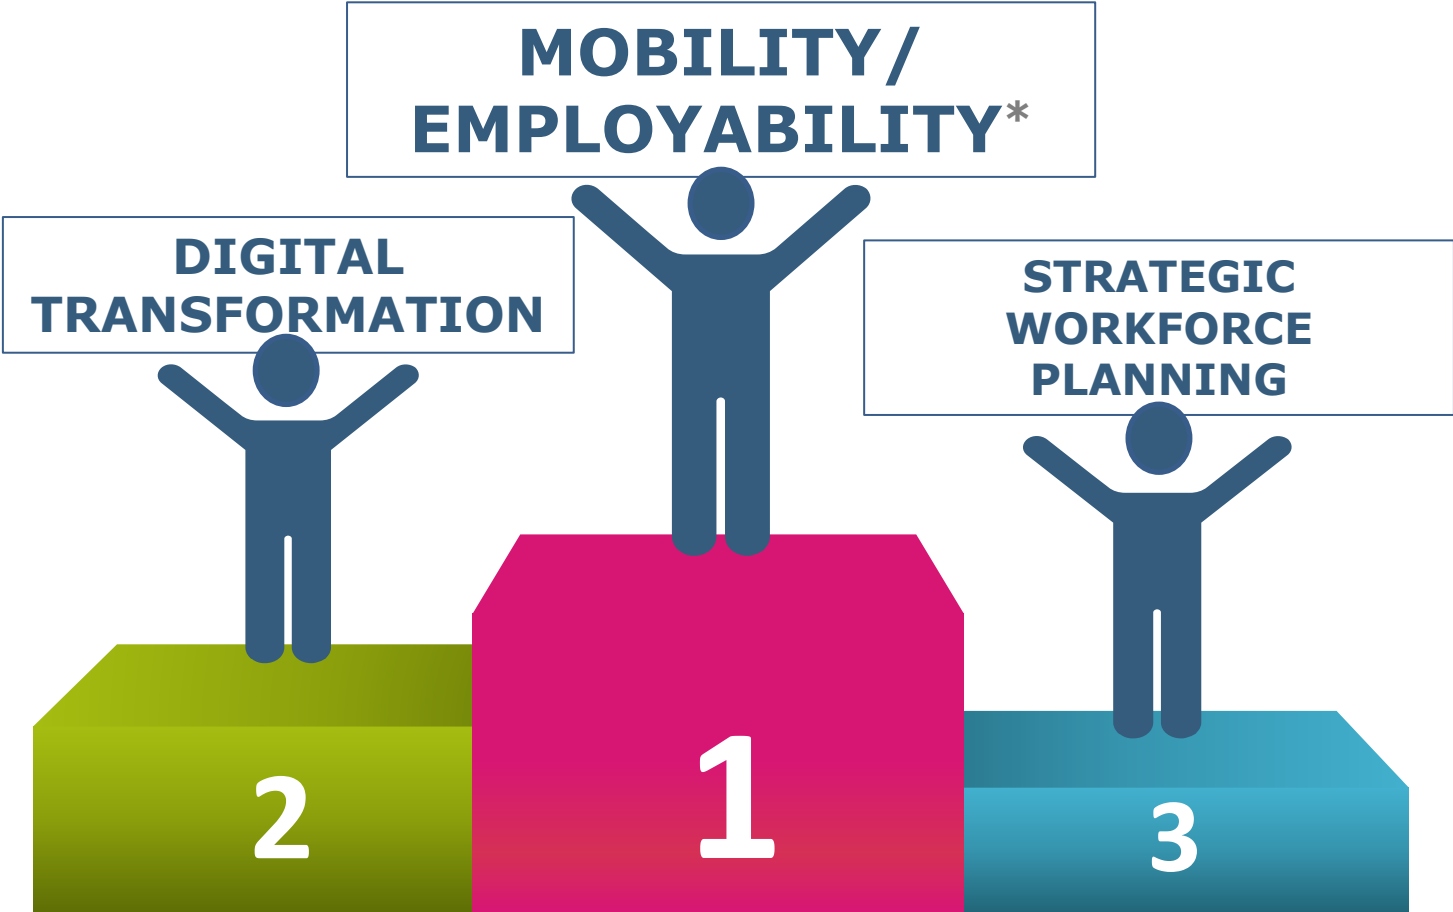 MOBILITY/
EMPLOYABILITY*
DIGITAL
TRANSFORMATION
STRATEGIC
WORKFORCE
PLANNING
2
1
3